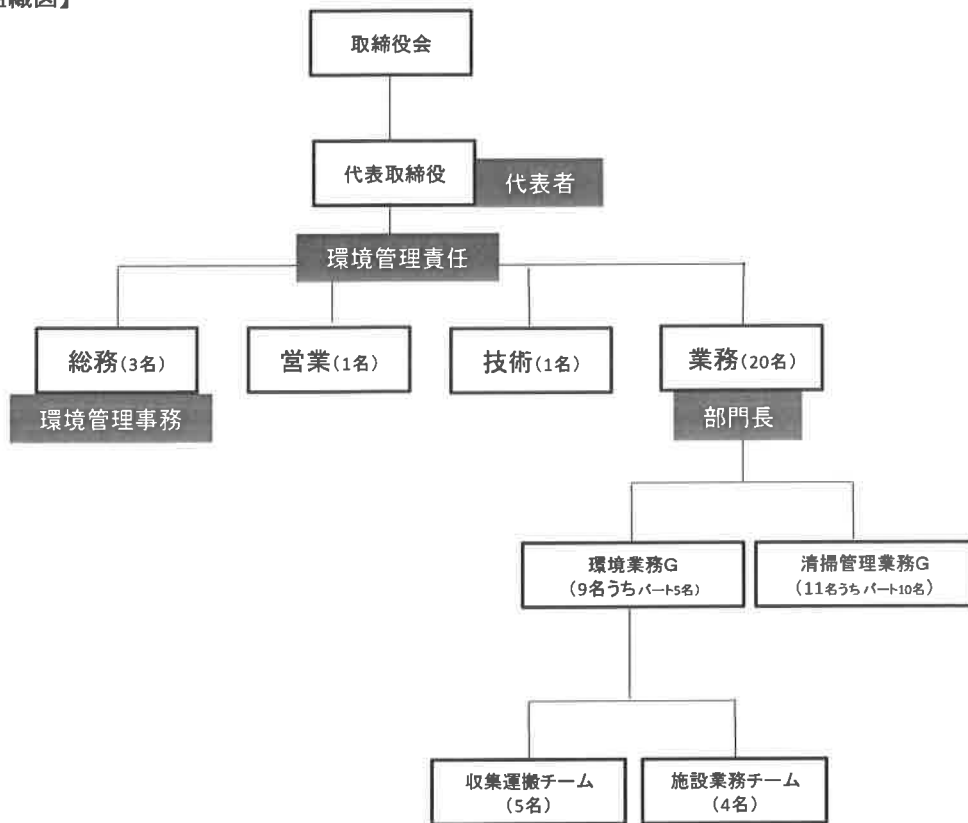 組織図】
取締役会
代表取締役
代表者
環境管理責任
総務(3名)
営業(1名)
技術(1名)
業務(20名)
環境管理事務
部門長
環境業務G
(9名うちパート5名)
清掃管理業務G
(11名うちパート10名)
収集運搬チーム
(5名)
施設業務チーム
(4名)